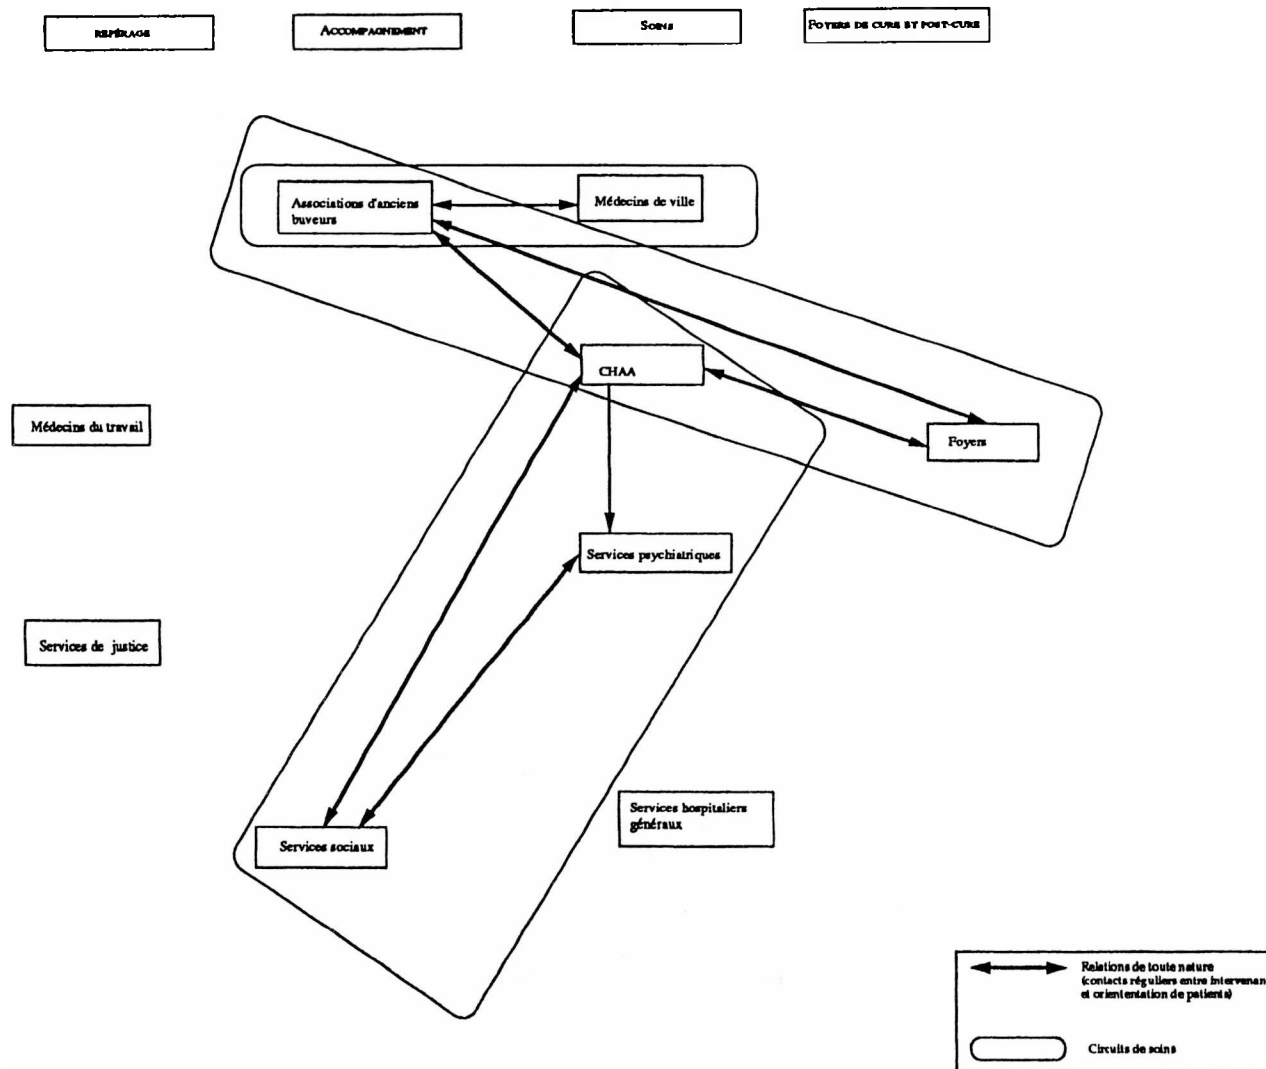 REPÉRAGE
ACCOMPAGNEMENT
SOINS
FOYERS DE CURE ET POST-CURE
Associations d'anciens
buveurs
Médecins de ville
CHAA
Médecins du travail
Foyers
Services psychiatriques
Services de justice
Services hospitaliers
généraux
Services sociaux
Relations de toute nature
(contacts réguliers entre intervenan
et orientation de patients)
Circuits de soins